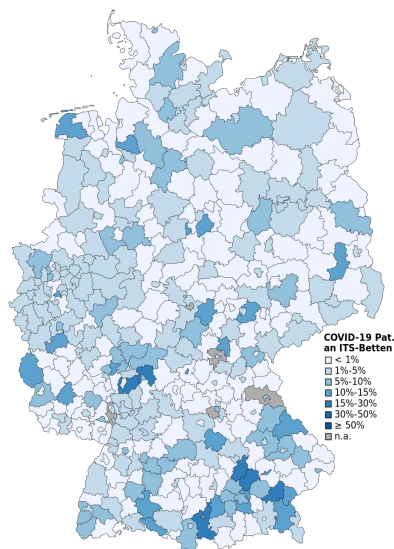 COVID-19 Pat.
an ITS-Betten
< 1%
1%-5%
5%-10%
10%-15%
15%-30%
30%-50%
≥ 50%
n.a.